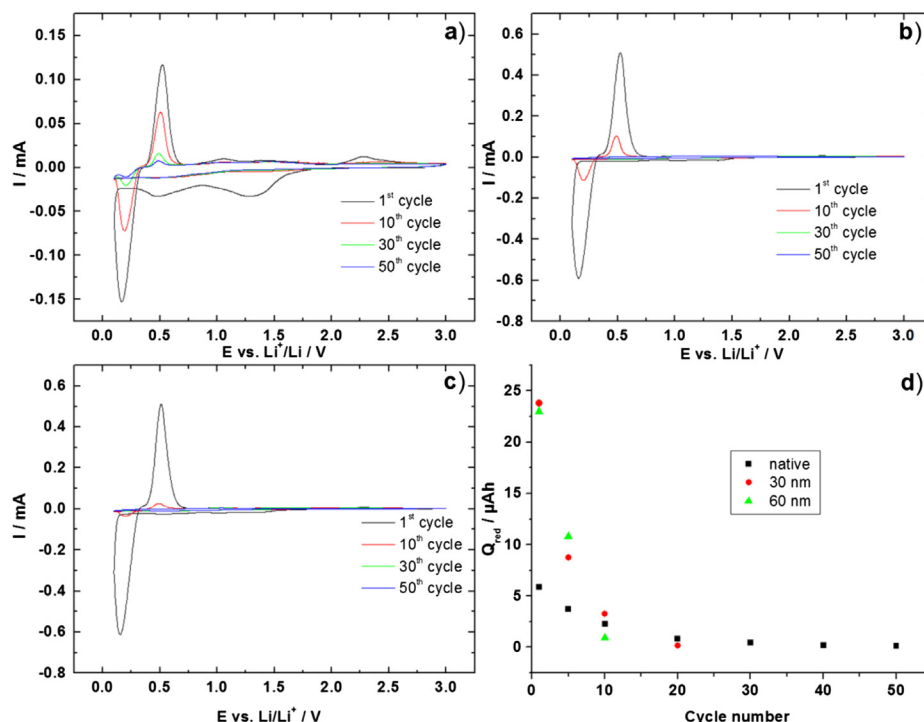 a)
0.15
0.10
0.05
0.00
-0.05
-0.10
-0.15
I / mA
1st cycle
10th cycle
30th cycle
50th cycle
0.0 0.5 1.0 1.5 2.0 2.5 3.0
E vs. Li+/Li / V
b)
0.6
0.4
0.2
0.0
-0.2
-0.4
-0.6
-0.8
I / mA
1st cycle
10th cycle
30th cycle
50th cycle
0.0 0.5 1.0 1.5 2.0 2.5 3.0
E vs. Li/Li+ / V
c)
0.6
0.4
0.2
0.0
-0.2
-0.4
-0.6
-0.8
I / mA
1st cycle
10th cycle
30th cycle
50th cycle
0.0 0.5 1.0 1.5 2.0 2.5 3.0
E vs. Li/Li+ / V
d)
25
20
15
10
5
0
Qred / µAh
native
30 nm
60 nm
0 10 20 30 40 50
Cycle number